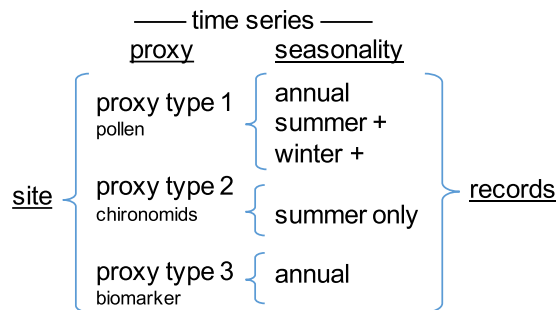 time series
proxy seasonality
proxy type 1 annual
pollen summer +
winter +
site
proxy type 2
chironomids summer only
records
proxy type 3 annual
biomarker